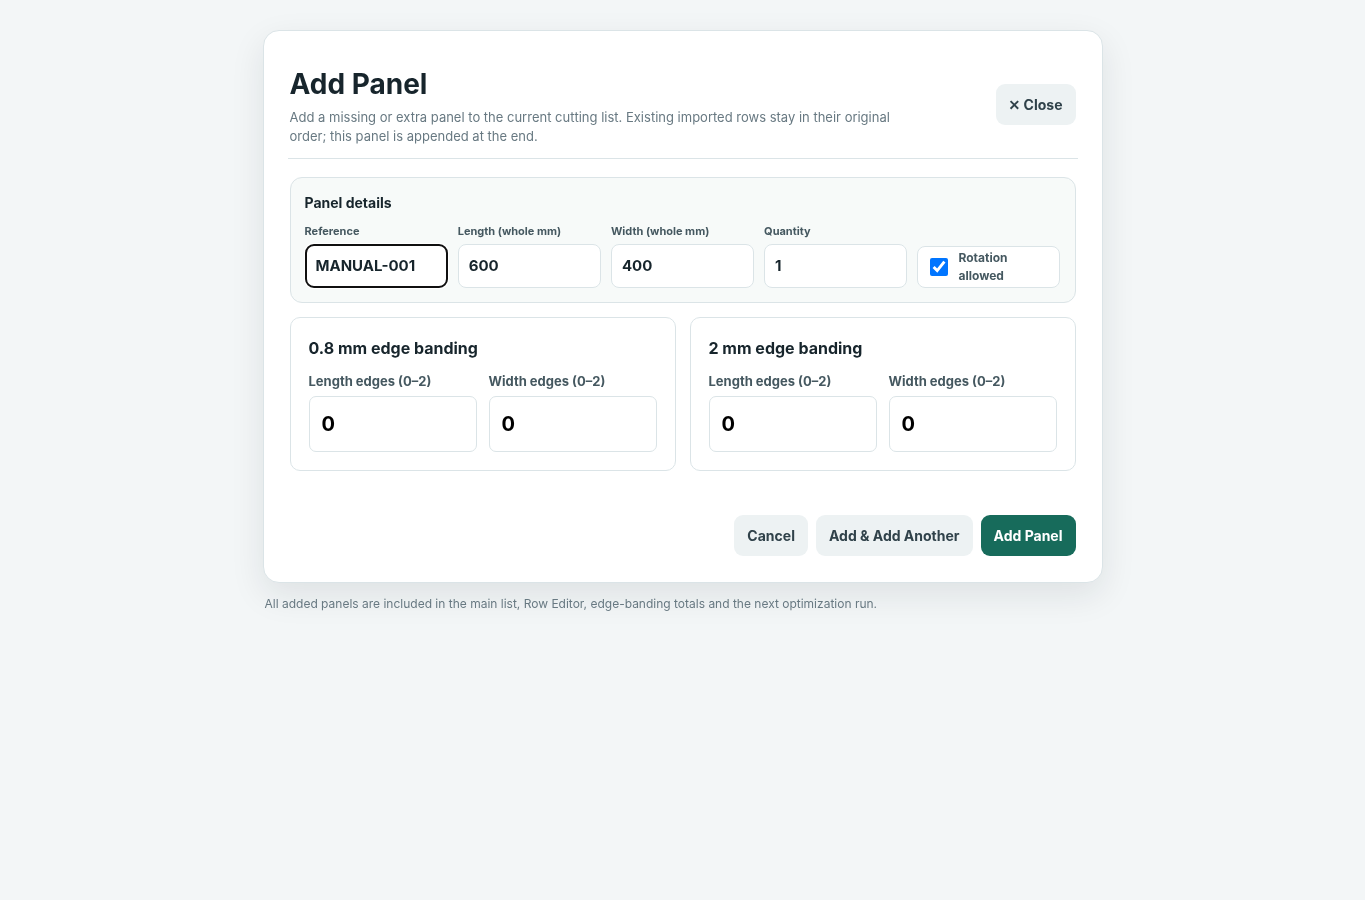 Add Panel
Add a missing or extra panel to the current cutting list. Existing imported rows stay in their original
order; this panel is appended at the end.
✕ Close
Panel details
Reference
Length (whole mm)
Width (whole mm)
Quantity
MANUAL-001
600
400
1
Rotation
allowed
0.8 mm edge banding
Length edges (0–2)
Width edges (0–2)
0
0
2 mm edge banding
Length edges (0–2)
Width edges (0–2)
0
0
Cancel
Add & Add Another
Add Panel
All added panels are included in the main list, Row Editor, edge-banding totals and the next optimization run.